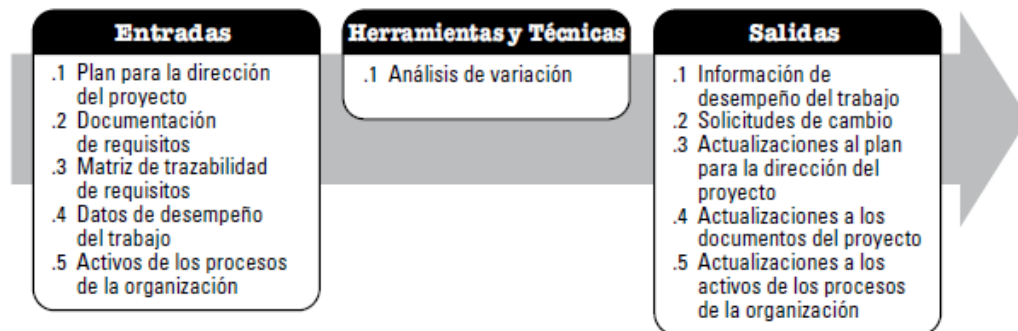 Entradas
.1 Plan para la dirección
del proyecto
.2 Documentación
de requisitos
.3 Matriz de trazabilidad
de requisitos
.4 Datos de desempeño
del trabajo
.5 Activos de los procesos
de la organización
Herramientas y Técnicas
.1 Análisis de variación
Salidas
.1 Información de
desempeño del trabajo
.2 Solicitudes de cambio
.3 Actualizaciones al plan
para la dirección del
proyecto
.4 Actualizaciones a los
documentos del proyecto
.5 Actualizaciones a los
activos de los procesos
de la organización